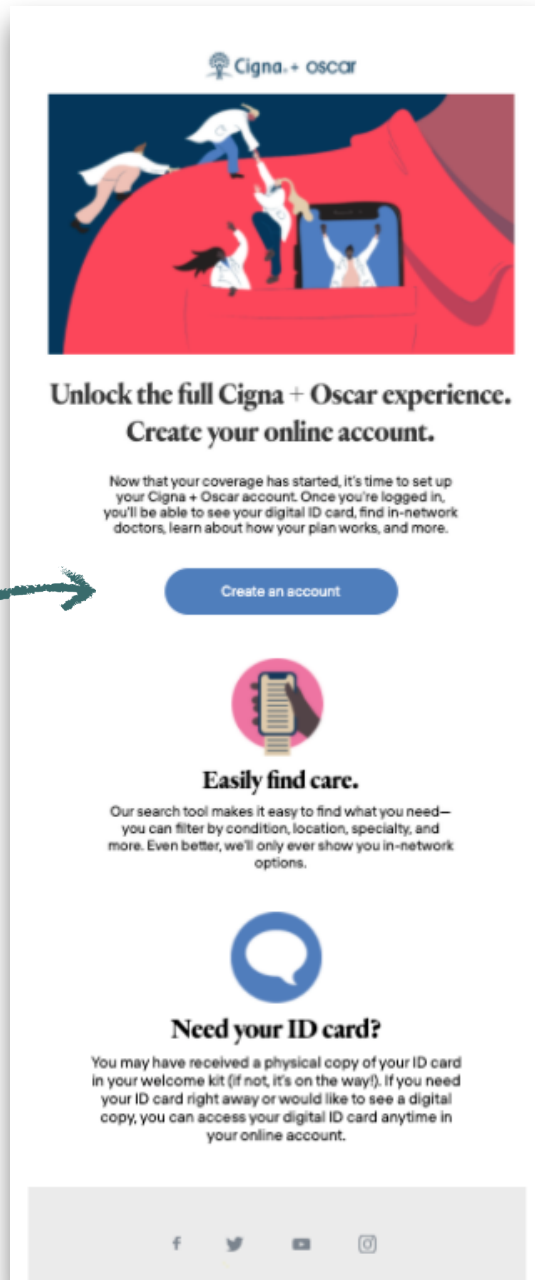 Cigna + oscar
Unlock the full Cigna + Oscar experience.
Create your online account.
Now that your coverage has started, it's time to set up
your Cigna + Oscar account. Once you're logged in,
you'll be able to see your digital ID card, find in-network
doctors, learn about how your plan works, and more.
Create an account
Easily find care.
Our search tool makes it easy to find what you need—
you can filter by condition, location, specialty, and
more. Even better, we'll only ever show you in-network
options.
Need your ID card?
You may have received a physical copy of your ID card
in your welcome kit (if not, it's on the way!). If you need
your ID card right away or would like to see a digital
copy, you can access your digital ID card anytime in
your online account.